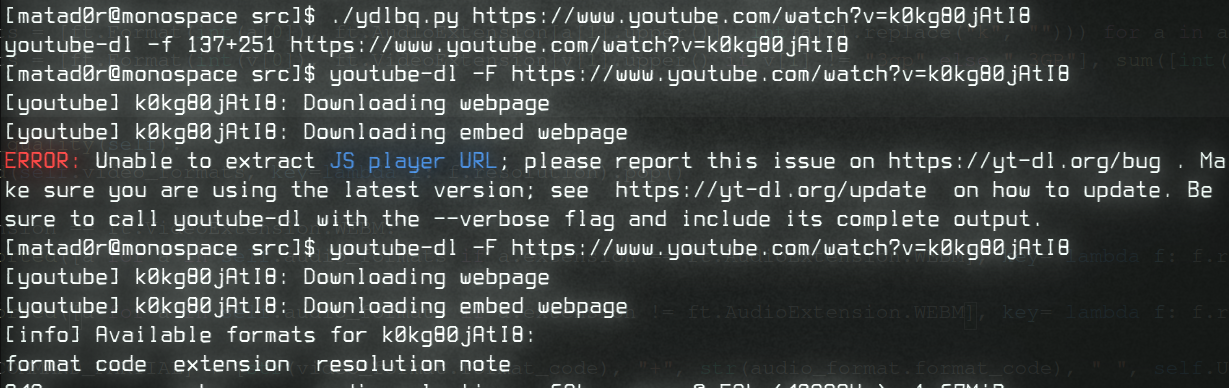 [matad0r@monospace src]$ ./ydlbq.py https://www.youtube.com/watch?v=k0kg80jAtI8
youtube-dl -f 137+251 https://www.youtube.com/watch?v=k0kg80jAtI8
[matad0r@monospace src]$ youtube-dl -F https://www.youtube.com/watch?v=k0kg80jAtI8
[youtube] k0kg80jAtI8: Downloading webpage
[youtube] k0kg80jAtI8: Downloading embed webpage
ERROR: Unable to extract JS player URL; please report this issue on https://yt-dl.org/bug . Ma
ke sure you are using the latest version; see  https://yt-dl.org/update  on how to update. Be
sure to call youtube-dl with the --verbose flag and include its complete output.
[matad0r@monospace src]$ youtube-dl -F https://www.youtube.com/watch?v=k0kg80jAtI8
[youtube] k0kg80jAtI8: Downloading webpage
[youtube] k0kg80jAtI8: Downloading embed webpage
[info] Available formats for k0kg80jAtI8:
format code  extension  resolution note